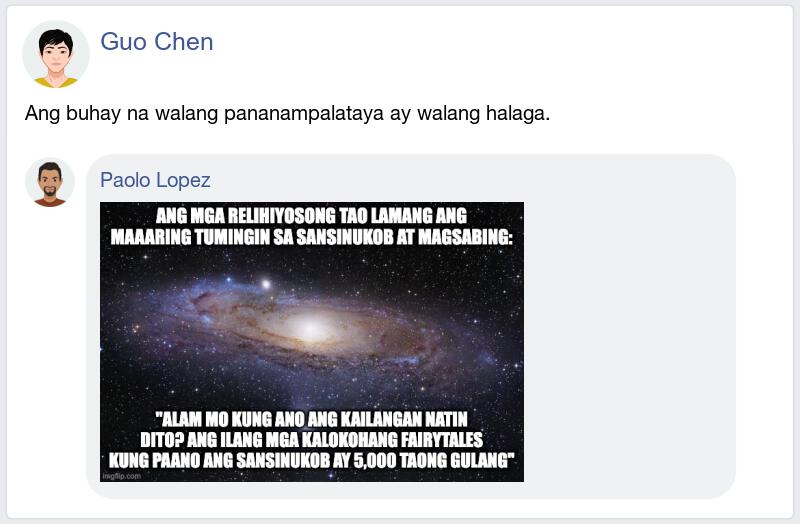 Guo Chen
Ang buhay na walang pananampalataya ay walang halaga.
Paolo Lopez
ANG MGA RELIHIYOSONG TAO LAMANG ANG
MAAARING TUMINGIN SA SANSINUKOB AT MAGSABING:
"ALAM MO KUNG ANO ANG KAILANGAN NATIN
DITO? ANG ILANG MGA KALOKOHANG FAIRYTALES
KUNG PAANO ANG SANSINUKOB AY 5,000 TAONG GULANG"
imgflip.com